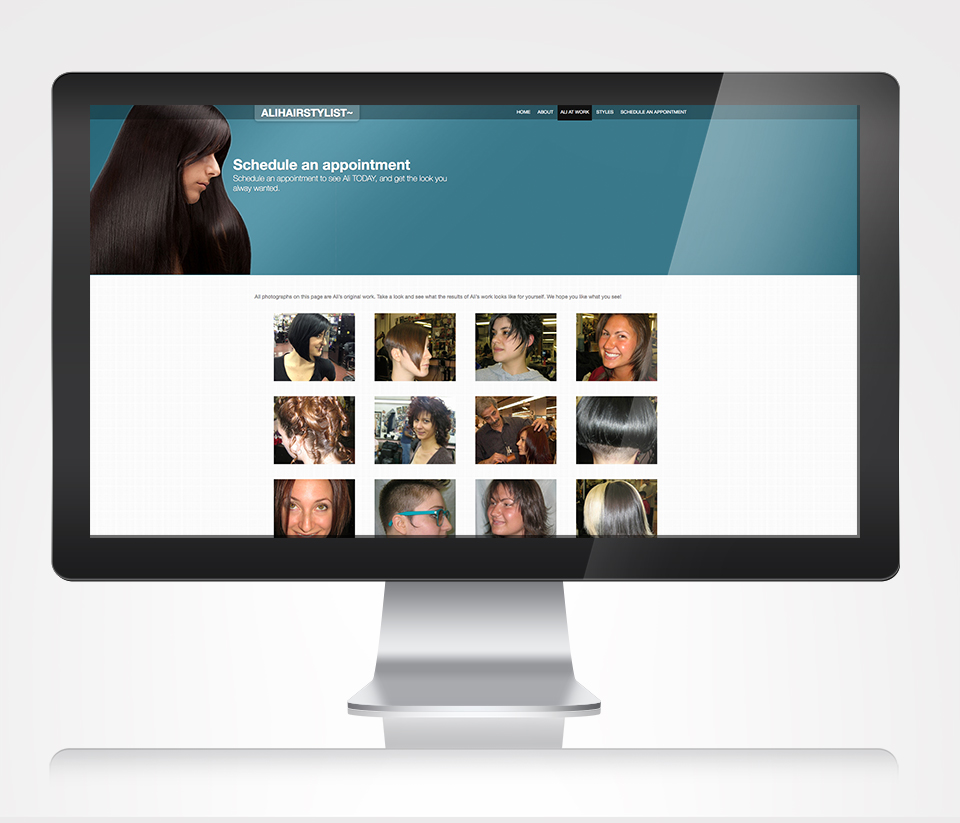 ALIHAIRSTYLIST~
HOME ABOUT ALI AT WORK STYLES SCHEDULE AN APPOINTMENT
Schedule an appointment
Schedule an appointment to see Ali TODAY, and get the look you
alway wanted.
All photographs on this page are Ali's original work. Take a look and see what the results of Ali's work looks like for yourself. We hope you like what you see!